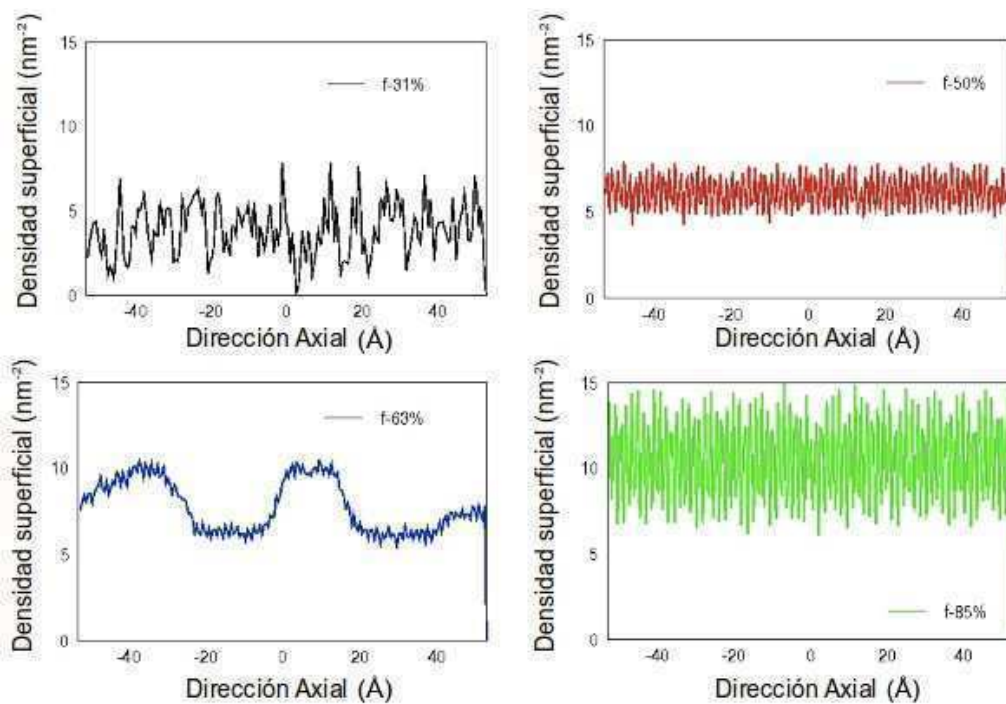 Densidad superficial (nm⁻²)
15
10
5
0
f-31%
-40 -20 0 20 40
Dirección Axial (Å)
Densidad superficial (nm⁻²)
15
10
5
0
f-50%
-40 -20 0 20 40
Dirección Axial (Å)
Densidad superficial (nm⁻²)
15
10
5
0
f-63%
-40 -20 0 20 40
Dirección Axial (Å)
Densidad superficial (nm⁻²)
15
10
5
0
f-85%
-40 -20 0 20 40
Dirección Axial (Å)